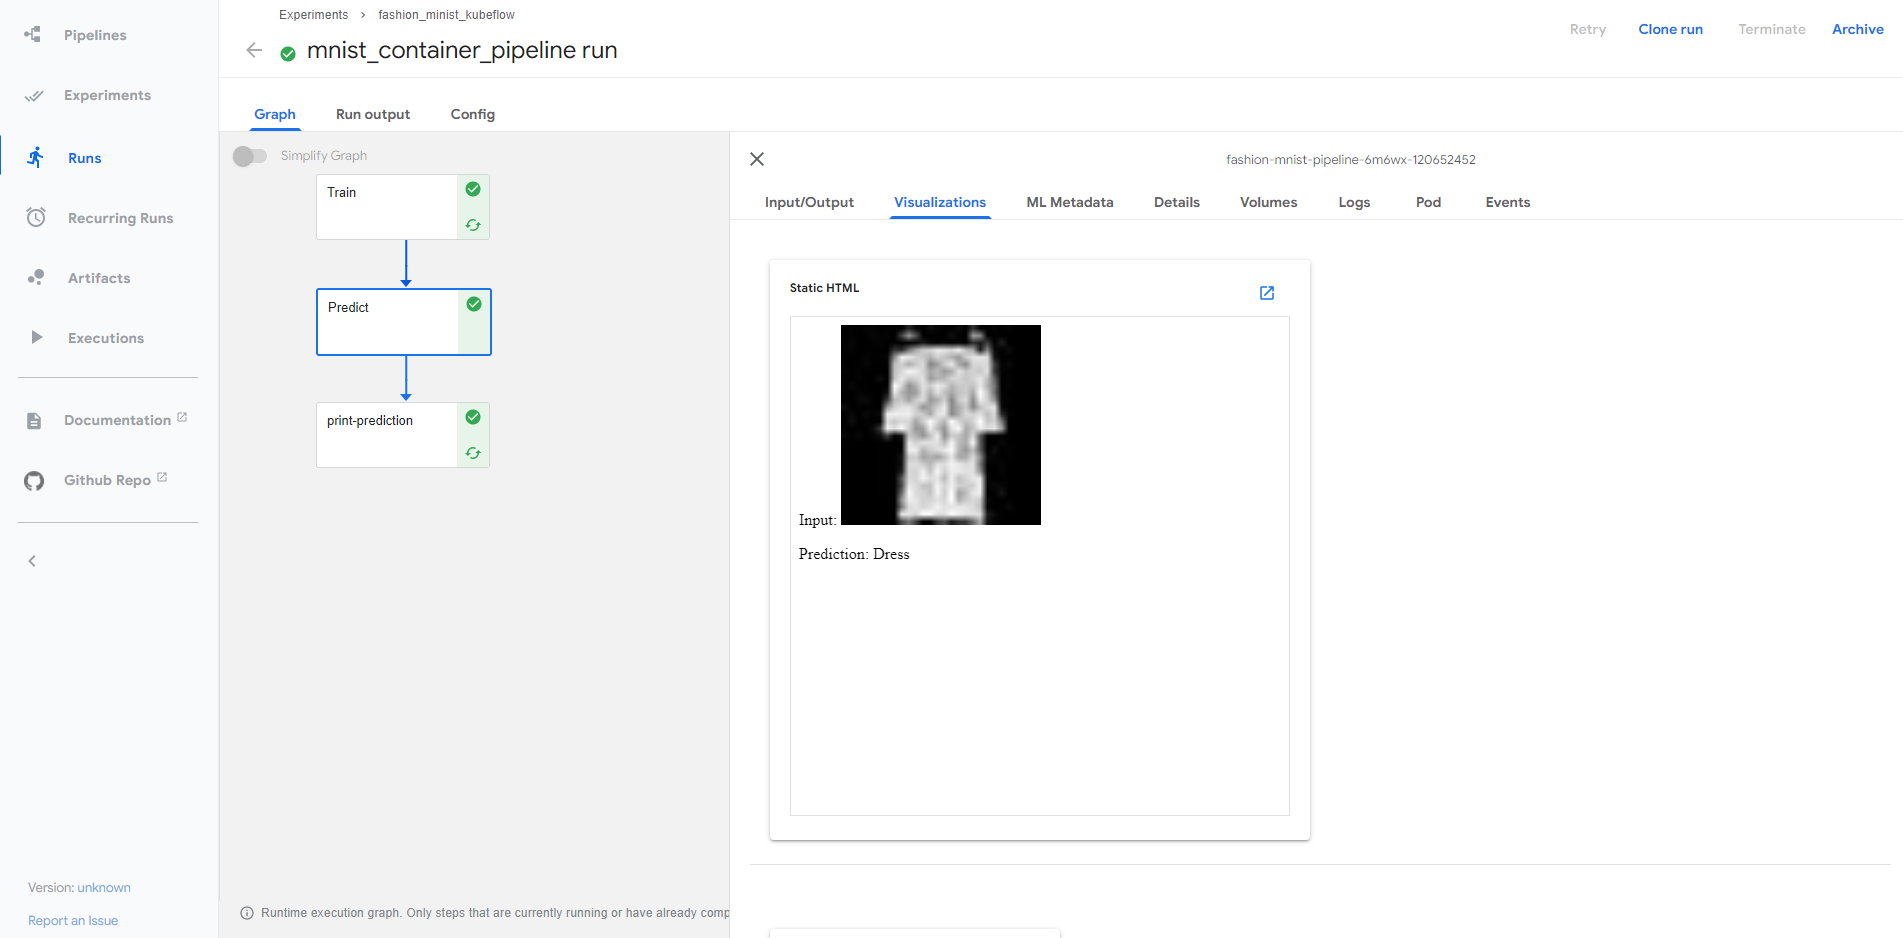 Pipelines
Experiments
Runs
Recurring Runs
Artifacts
Executions
Documentation
Github Repo
Version: unknown
Report an Issue
Experiments > fashion_minist_kubeflow
mnist_container_pipeline run
Retry
Clone run
Terminate
Archive
Graph
Run output
Config
Simplify Graph
Train
Predict
print-prediction
Runtime execution graph. Only steps that are currently running or have already comp
fashion-mnist-pipeline-6m6wx-120652452
Input/Output
Visualizations
ML Metadata
Details
Volumes
Logs
Pod
Events
Static HTML
Input:
Prediction: Dress